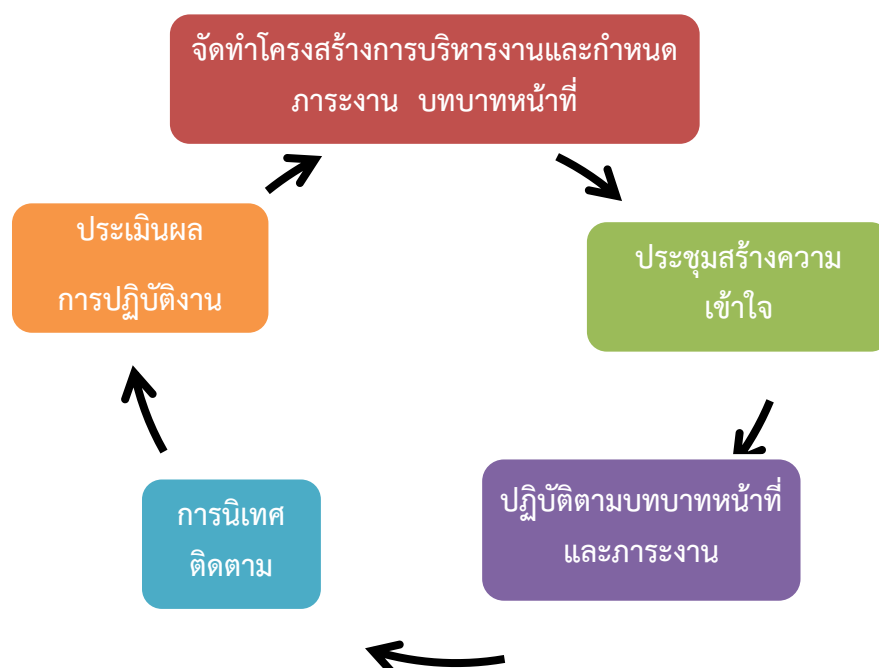 จัดทำโครงสร้างการบริหารงานและกำหนด
ภาระงาน บทบาทหน้าที่
ประชุมสร้างความ
เข้าใจ
ปฏิบัติตามบทบาทหน้าที่
และภาระงาน
การนิเทศ
ติดตาม
ประเมินผล
การปฏิบัติงาน